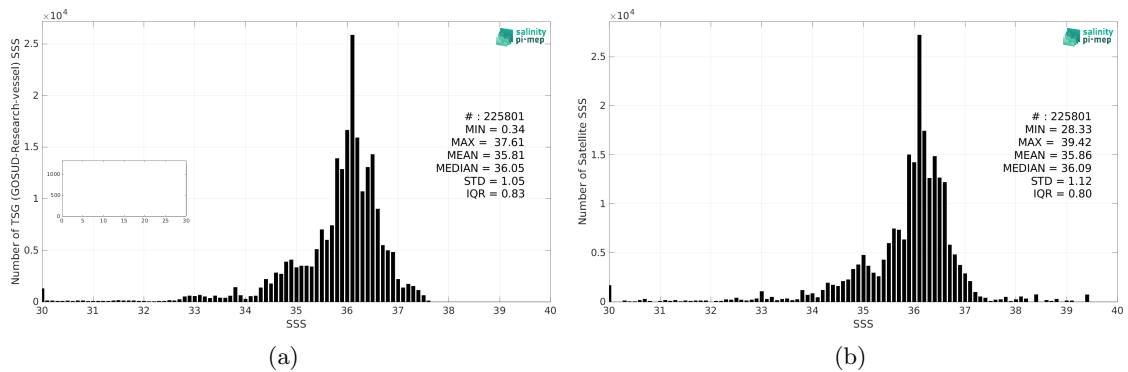 ×10⁴
2.5
2
1.5
1
0.5
0
30 31 32 33 34 35 36 37 38 39 40
SSS
Number of TSG (GOSUD-Research-vessel) SSS
salinity
pi-mep
# : 225801
MIN = 0.34
MAX = 37.61
MEAN = 35.81
MEDIAN = 36.05
STD = 1.05
IQR = 0.83
1000
500
0
0 5 10 15 20 25 30
(a)
×10⁴
2.5
2
1.5
1
0.5
0
30 31 32 33 34 35 36 37 38 39 40
SSS
Number of Satellite SSS
salinity
pi-mep
# : 225801
MIN = 28.33
MAX = 39.42
MEAN = 35.86
MEDIAN = 36.09
STD = 1.12
IQR = 0.80
(b)